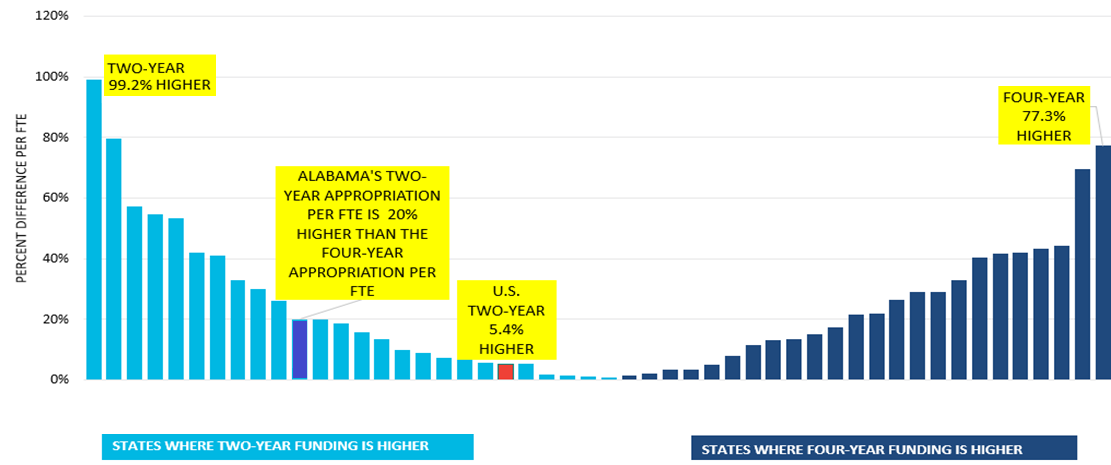 120%
TWO-YEAR
99.2% HIGHER
100%
FOUR-YEAR
77.3%
HIGHER
80%
ALABAMA'S TWO-
YEAR APPROPRIATION
PER FTE IS 20%
HIGHER THAN THE
FOUR-YEAR
APPROPRIATION PER
FTE
60%
40%
U.S.
TWO-YEAR
5.4%
HIGHER
20%
0%
PERCENT DIFFERENCE PER FTE
STATES WHERE TWO-YEAR FUNDING IS HIGHER
STATES WHERE FOUR-YEAR FUNDING IS HIGHER